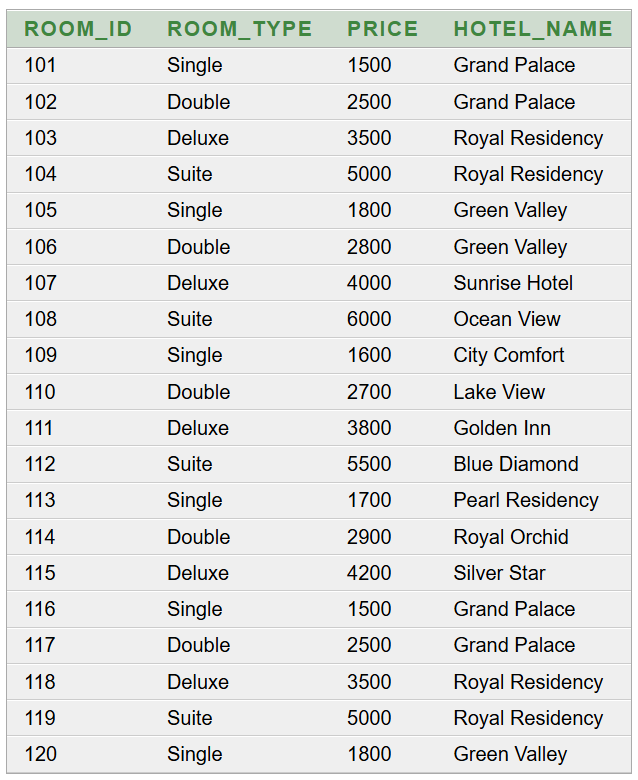 ROOM_ID ROOM_TYPE PRICE HOTEL_NAME
101 Single 1500 Grand Palace
102 Double 2500 Grand Palace
103 Deluxe 3500 Royal Residency
104 Suite 5000 Royal Residency
105 Single 1800 Green Valley
106 Double 2800 Green Valley
107 Deluxe 4000 Sunrise Hotel
108 Suite 6000 Ocean View
109 Single 1600 City Comfort
110 Double 2700 Lake View
111 Deluxe 3800 Golden Inn
112 Suite 5500 Blue Diamond
113 Single 1700 Pearl Residency
114 Double 2900 Royal Orchid
115 Deluxe 4200 Silver Star
116 Single 1500 Grand Palace
117 Double 2500 Grand Palace
118 Deluxe 3500 Royal Residency
119 Suite 5000 Royal Residency
120 Single 1800 Green Valley